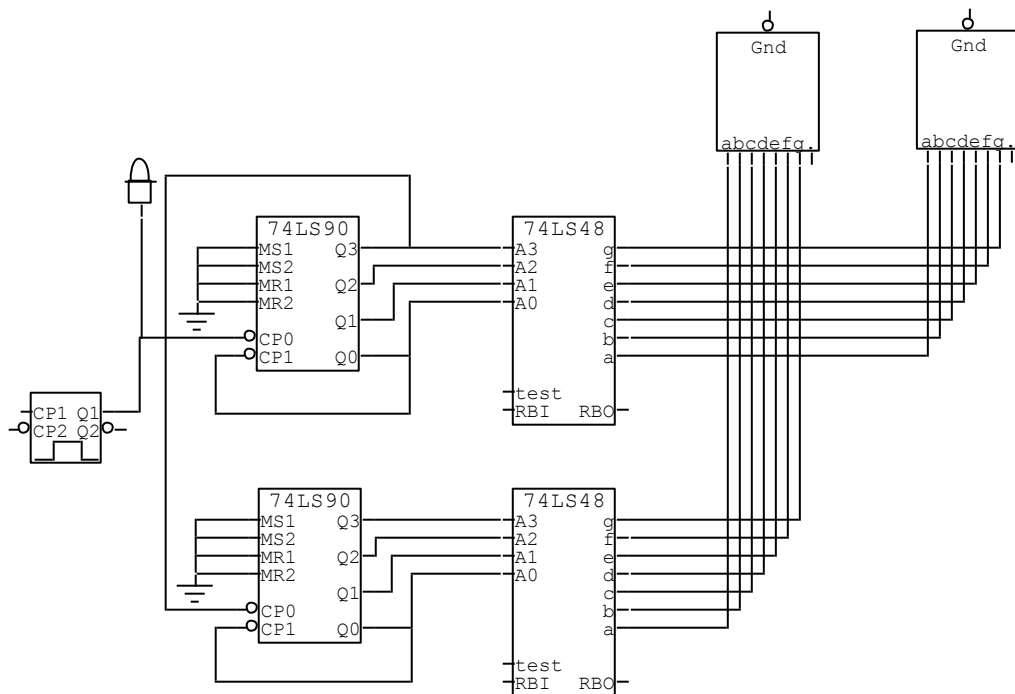 Gnd
Gnd
abcdefg.
abcdefg.
74LS90
MS1 Q3
MS2
MR1 Q2
MR2
Q1
CP0
CP1 Q0
74LS48
A3 g
A2 f
A1 e
A0 d
c
b
a
test
RBI RBO
CP1 Q1
CP2 Q2
74LS90
MS1 Q3
MS2
MR1 Q2
MR2
Q1
CP0
CP1 Q0
74LS48
A3 g
A2 f
A1 e
A0 d
c
b
a
test
RBI RBO